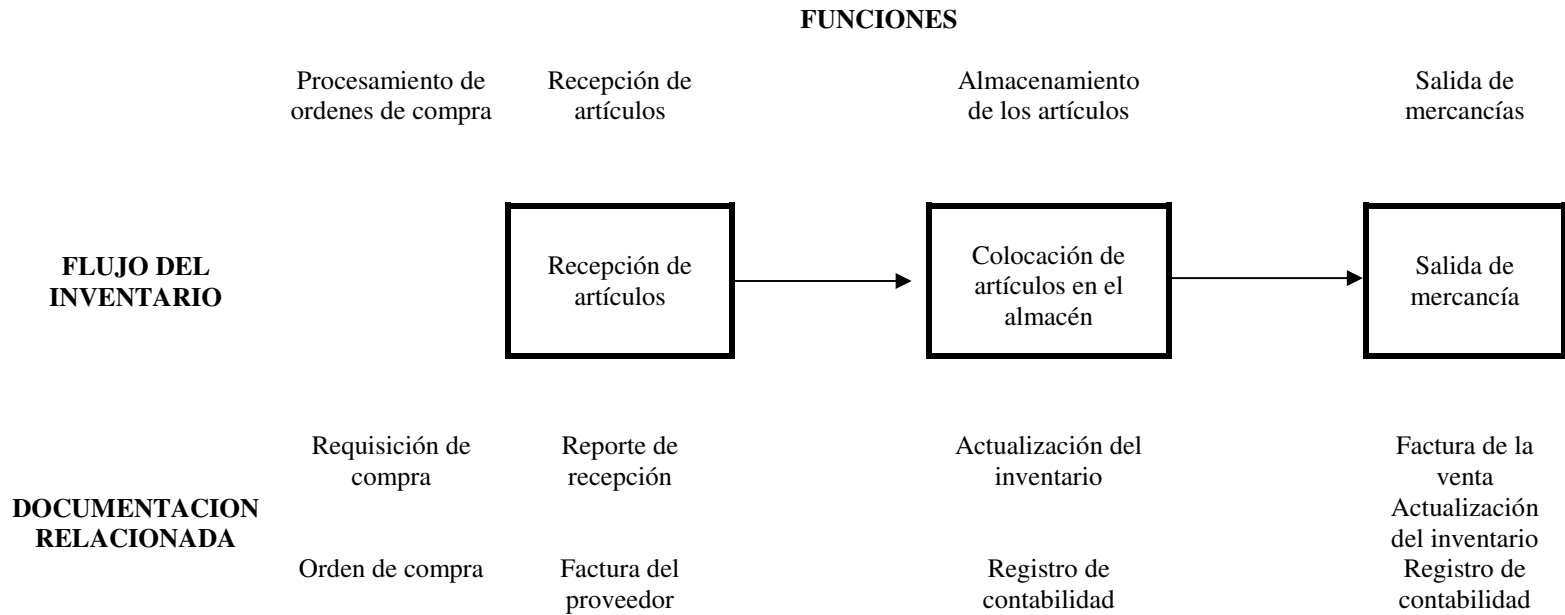 FUNCIONES
Procesamiento de
ordenes de compra
Recepción de
artículos
Almacenamiento
de los artículos
Salida de
mercancías
FLUJO DEL
INVENTARIO
Recepción de
artículos
Colocación de
artículos en el
almacén
Salida de
mercancía
DOCUMENTACION
RELACIONADA
Requisición de
compra
Orden de compra
Reporte de
recepción
Factura del
proveedor
Actualización del
inventario
Registro de
contabilidad
Factura de la
venta
Actualización
del inventario
Registro de
contabilidad